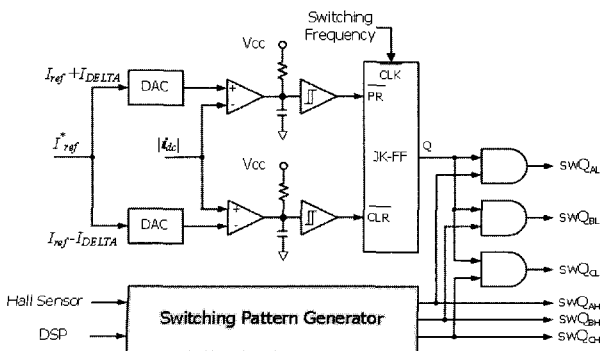 Switching
Frequency
Vcc
I_ref + I_DELTA
DAC
+
-
CLK
PR
I*_ref
|i_dc|
Q
JK-FF
swQ_AL
Vcc
DAC
+
-
CLR
swQ_BL
I_ref - I_DELTA
swQ_CL
Hall Sensor
Switching Pattern Generator
swQ_AH
swQ_BH
DSP
swQ_CH